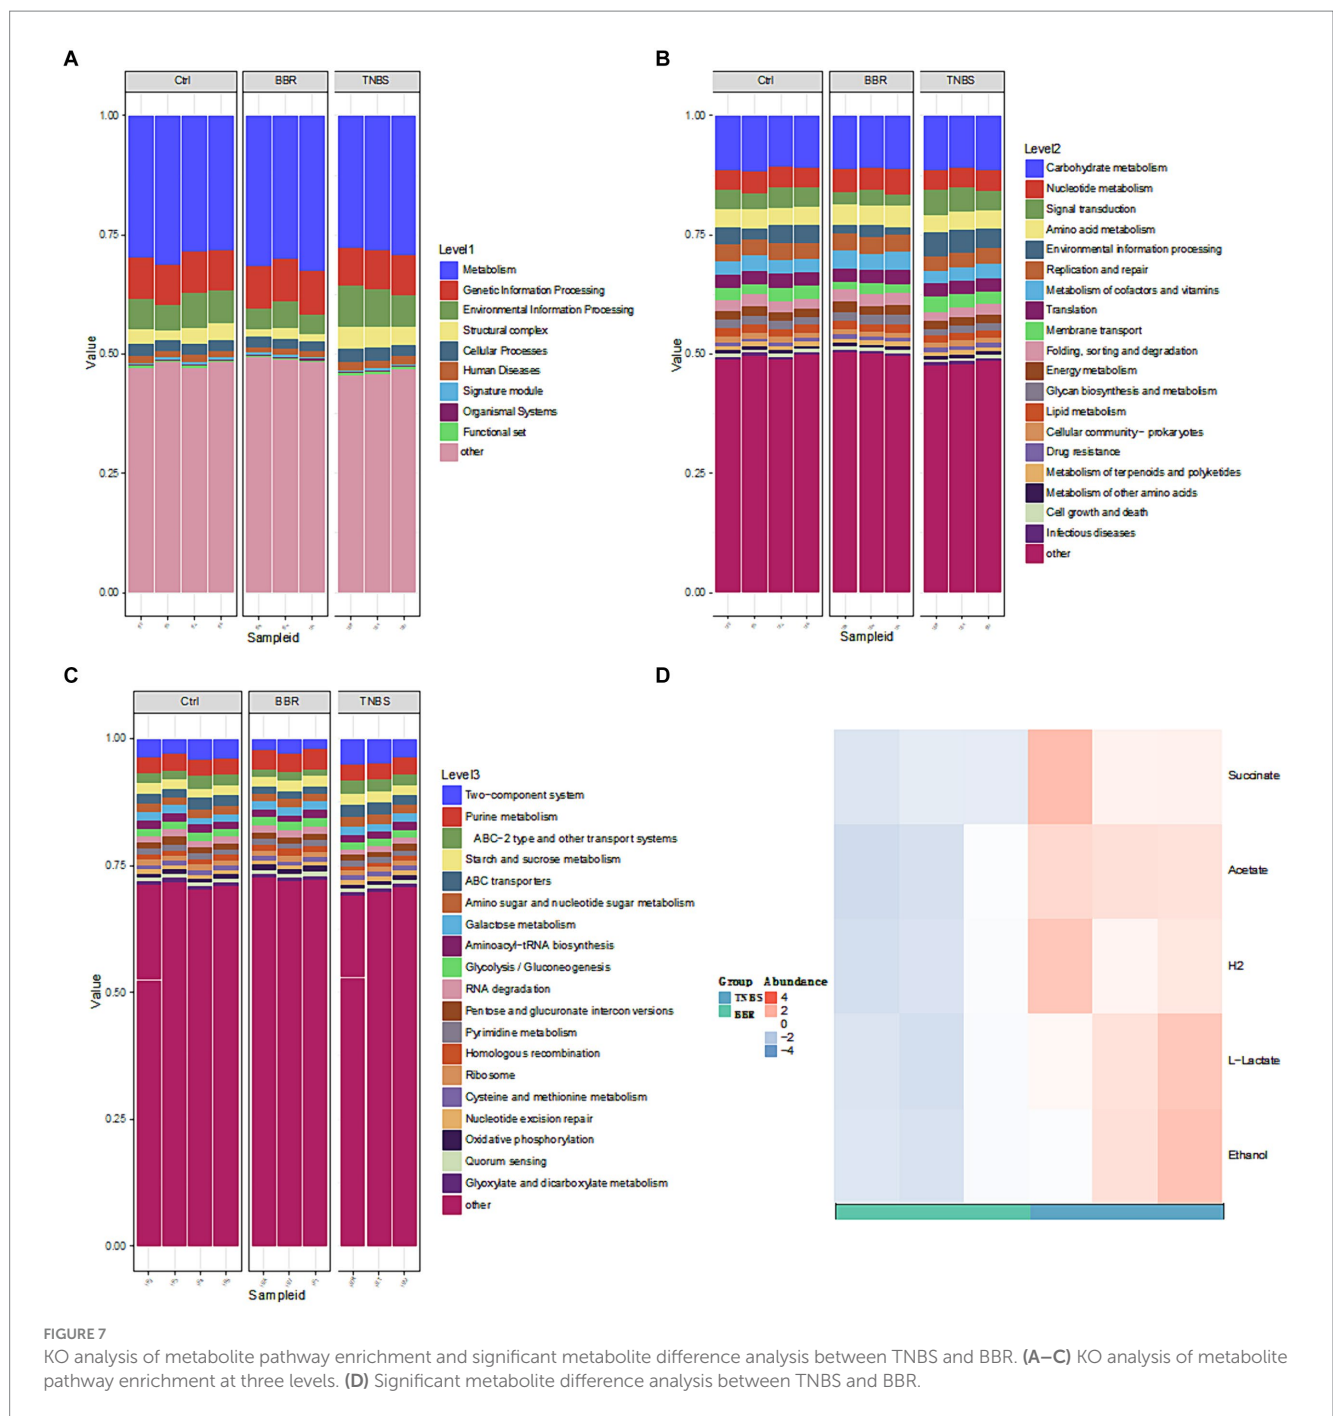 A
Ctrl
BBR
TNBS
1.00
0.75
0.50
0.25
0.00
Value
Sampleid
Level1
Metabolism
Genetic Information Processing
Environmental Information Processing
Structural complex
Cellular Processes
Human Diseases
Signature module
Organismal Systems
Functional set
other
B
Ctrl
BBR
TNBS
1.00
0.75
0.50
0.25
0.00
Value
Sampleid
Level2
Carbohydrate metabolism
Nucleotide metabolism
Signal transduction
Amino acid metabolism
Environmental information processing
Replication and repair
Metabolism of cofactors and vitamins
Translation
Membrane transport
Folding, sorting and degradation
Energy metabolism
Glycan biosynthesis and metabolism
Lipid metabolism
Cellular community− prokaryotes
Drug resistance
Metabolism of terpenoids and polyketides
Metabolism of other amino acids
Cell growth and death
Infectious diseases
other
C
Ctrl
BBR
TNBS
1.00
0.75
0.50
0.25
0.00
Value
Sampleid
Level3
Two−component system
Purine metabolism
ABC−2 type and other transport systems
Starch and sucrose metabolism
ABC transporters
Amino sugar and nucleotide sugar metabolism
Galactose metabolism
Aminoacyl−tRNA biosynthesis
Glycolysis / Gluconeogenesis
RNA degradation
Pentose and glucuronate interconversions
Pyrimidine metabolism
Homologous recombination
Ribosome
Cysteine and methionine metabolism
Nucleotide excision repair
Oxidative phosphorylation
Quorum sensing
Glyoxylate and dicarboxylate metabolism
other
D
Group Abundance
TNBS 4
BBR 2
0
−2
−4
Succinate
Acetate
H2
L−Lactate
Ethanol
FIGURE 7
KO analysis of metabolite pathway enrichment and significant metabolite difference analysis between TNBS and BBR. (A–C) KO analysis of metabolite
pathway enrichment at three levels. (D) Significant metabolite difference analysis between TNBS and BBR.